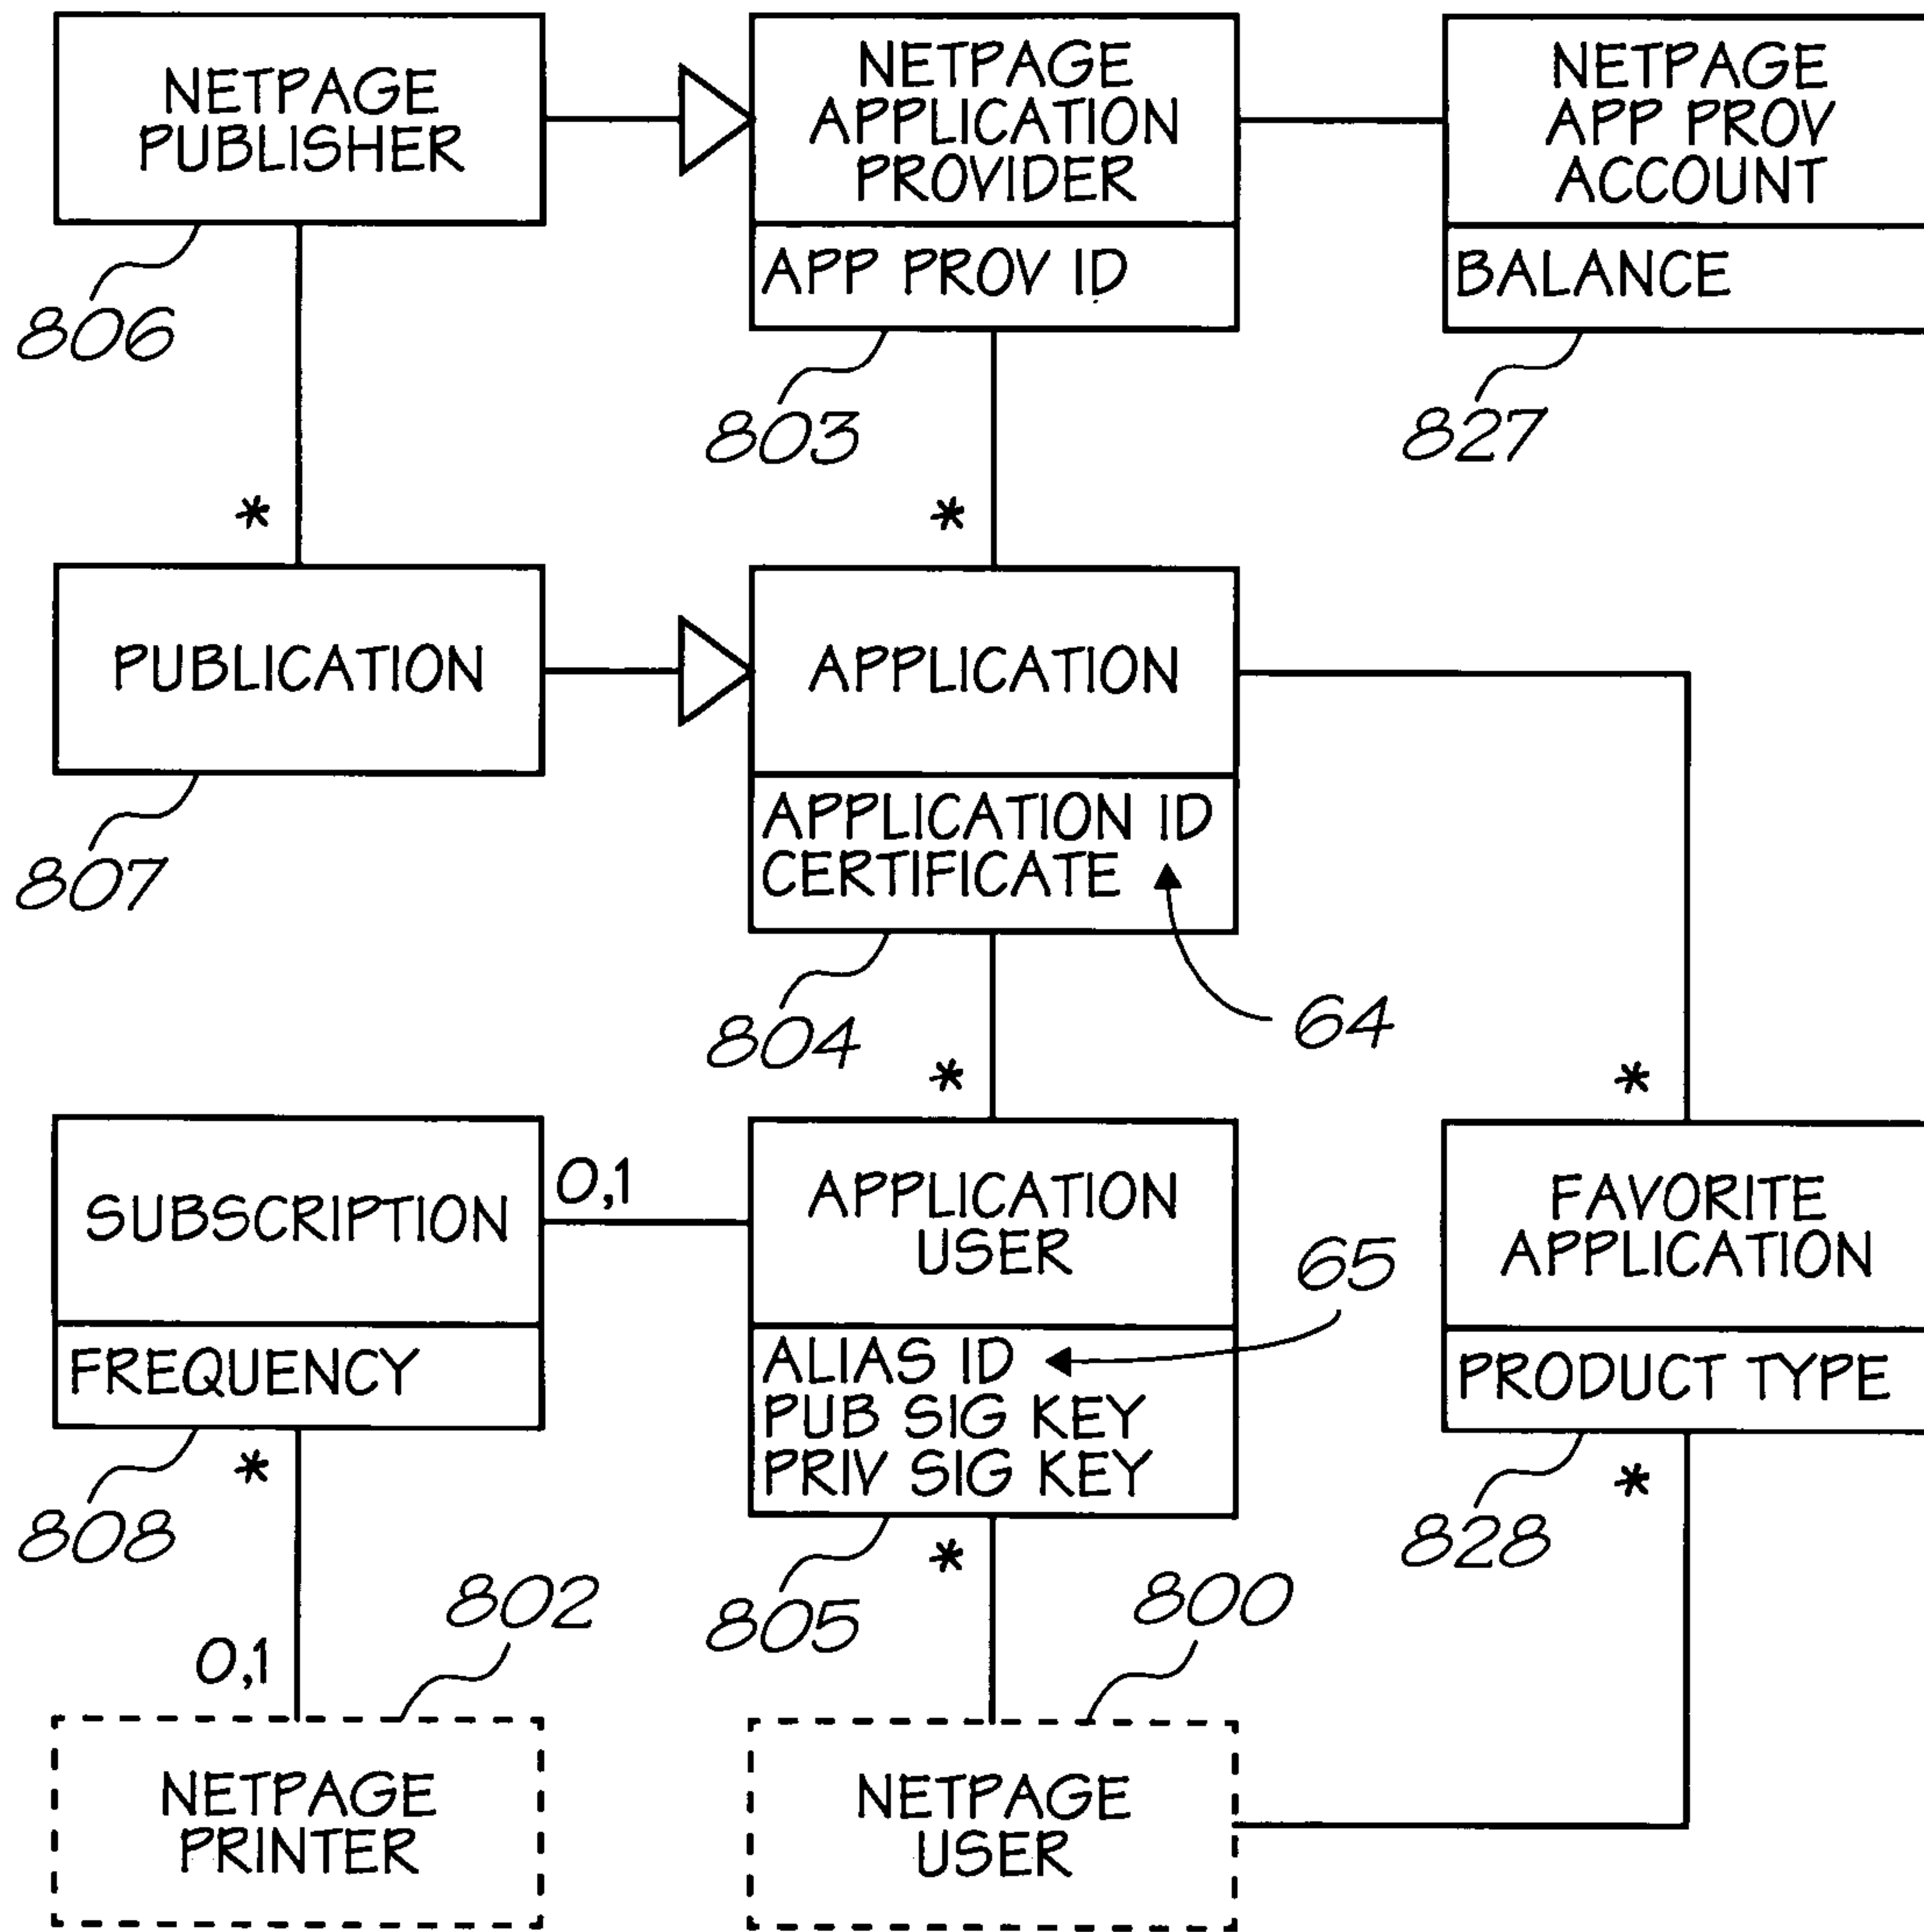 NETPAGE
PUBLISHER
806
NETPAGE
APPLICATION
PROVIDER
APP PROV ID
803
NETPAGE
APP PROV
ACCOUNT
BALANCE
827
*
*
PUBLICATION
807
APPLICATION
APPLICATION ID
CERTIFICATE
804
64
*
*
SUBSCRIPTION
FREQUENCY
808
0,1
APPLICATION
USER
ALIAS ID
PUB SIG KEY
PRIV SIG KEY
805
65
FAVORITE
APPLICATION
PRODUCT TYPE
828
*
*
*
802
800
0,1
NETPAGE
PRINTER
NETPAGE
USER